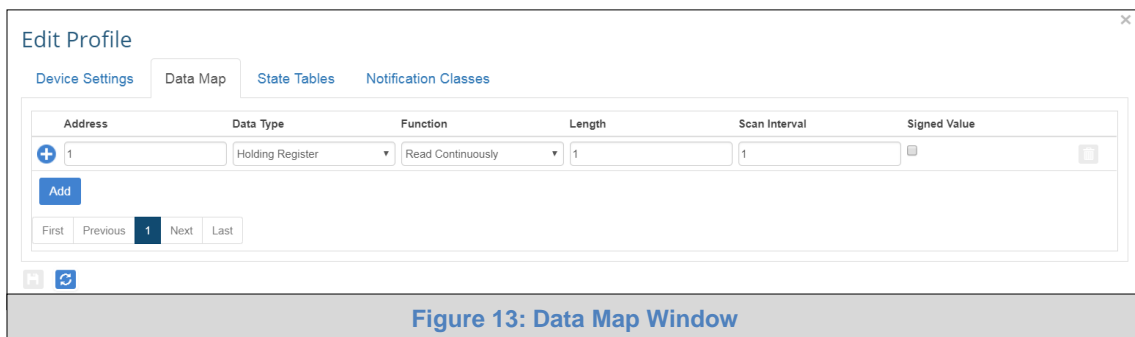 ×
Edit Profile
Device Settings Data Map State Tables Notification Classes
Address Data Type Function Length Scan Interval Signed Value
1 Holding Register Read Continuously 1 1
Add
First Previous 1 Next Last
Figure 13: Data Map Window